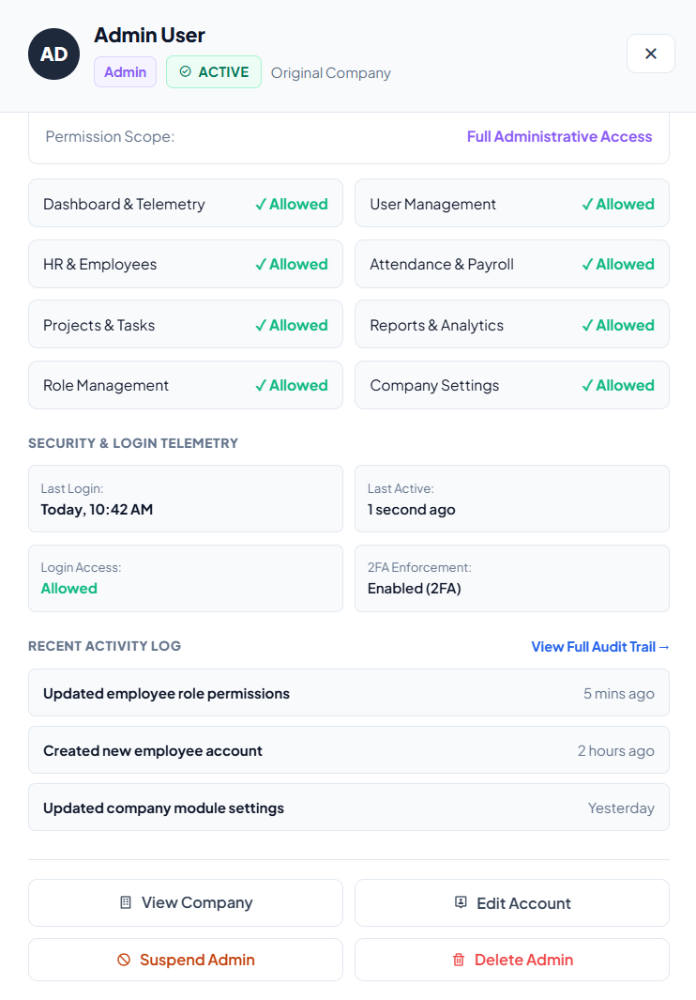 AD
Admin User
Admin
ACTIVE
Original Company
Permission Scope:
Full Administrative Access
Dashboard & Telemetry
✓ Allowed
User Management
✓ Allowed
HR & Employees
✓ Allowed
Attendance & Payroll
✓ Allowed
Projects & Tasks
✓ Allowed
Reports & Analytics
✓ Allowed
Role Management
✓ Allowed
Company Settings
✓ Allowed
SECURITY & LOGIN TELEMETRY
Last Login:
Today, 10:42 AM
Last Active:
1 second ago
Login Access:
Allowed
2FA Enforcement:
Enabled (2FA)
RECENT ACTIVITY LOG
View Full Audit Trail →
Updated employee role permissions
5 mins ago
Created new employee account
2 hours ago
Updated company module settings
Yesterday
View Company
Edit Account
Suspend Admin
Delete Admin